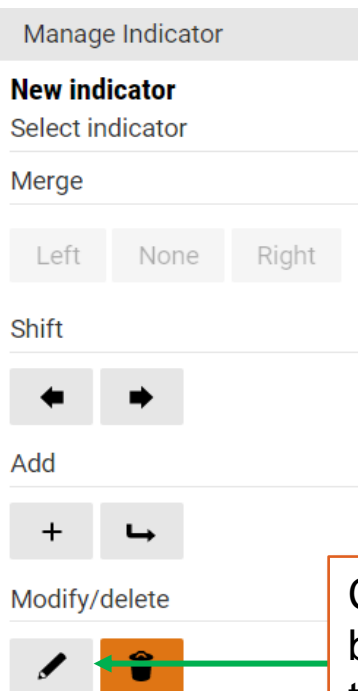 Manage Indicator
New indicator
Select indicator
Merge
Left None Right
Shift
Add
+
Modify/delete